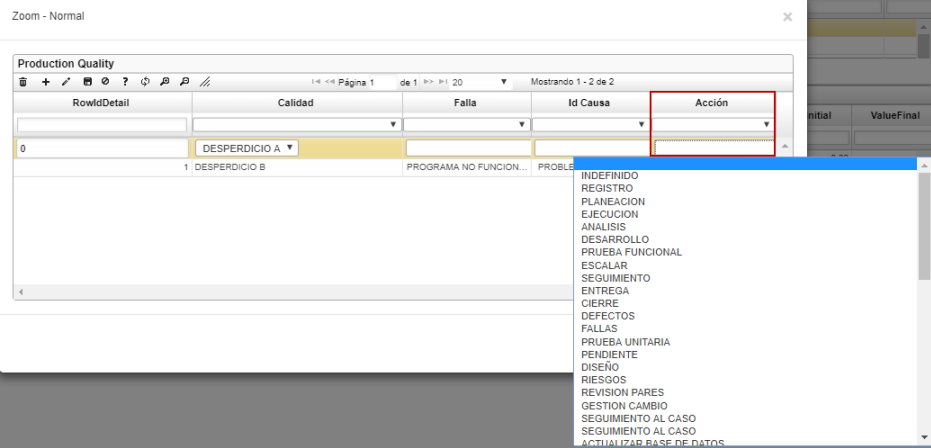 Zoom - Normal ×
Production Quality
Página 1 de 1 20 Mostrando 1 - 2 de 2
RowIdDetail Calidad Falla Id Causa Acción
nitial ValueFinal
0 DESPERDICIO A
1 DESPERDICIO B PROGRAMA NO FUNCION... PROBLE
INDEFINIDO
REGISTRO
PLANEACION
EJECUCION
ANALISIS
DESARROLLO
PRUEBA FUNCIONAL
ESCALAR
SEGUIMIENTO
ENTREGA
CIERRE
DEFECTOS
FALLAS
PRUEBA UNITARIA
PENDIENTE
DISEÑO
RIESGOS
REVISION PARES
GESTION CAMBIO
SEGUIMIENTO AL CASO
SEGUIMIENTO AL CASO
ACTUALIZAR BASE DE DATOS